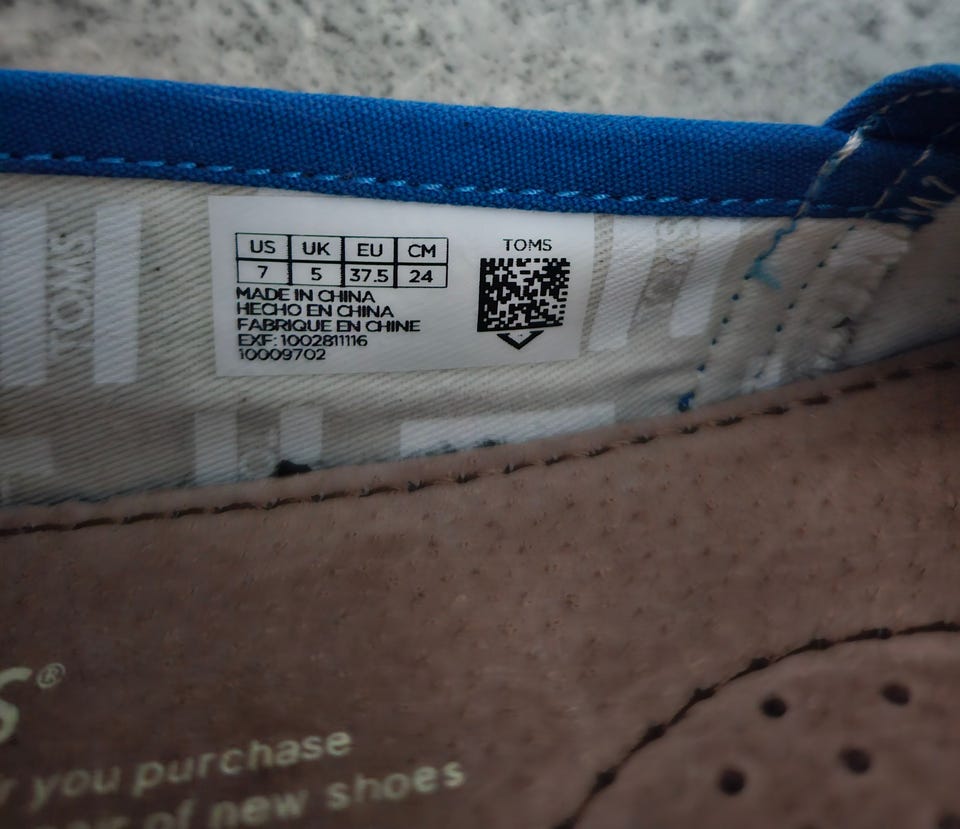 US UK EU CM
7 5 37.5 24
MADE IN CHINA
HECHO EN CHINA
FABRIQUE EN CHINE
EXF: 1002811116
10009702
TOMS
TOMS
S®
you purchase
of new shoes